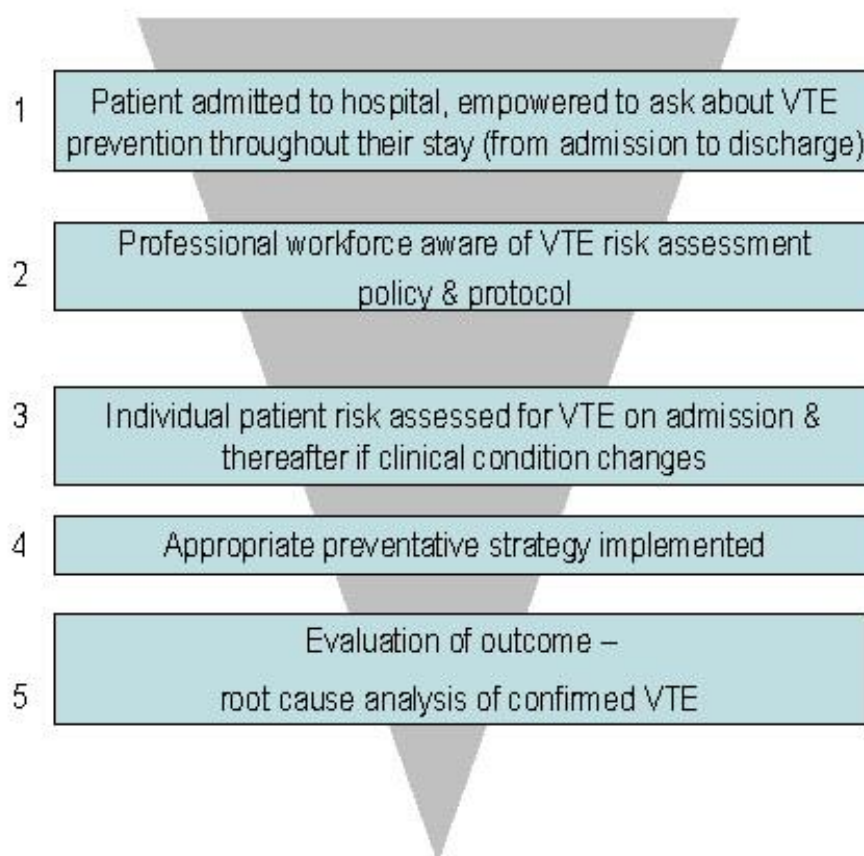 1
Patient admitted to hospital, empowered to ask about VTE
prevention throughout their stay (from admission to discharge)
2
Professional workforce aware of VTE risk assessment
policy & protocol
3
Individual patient risk assessed for VTE on admission &
thereafter if clinical condition changes
4
Appropriate preventative strategy implemented
5
Evaluation of outcome –
root cause analysis of confirmed VTE